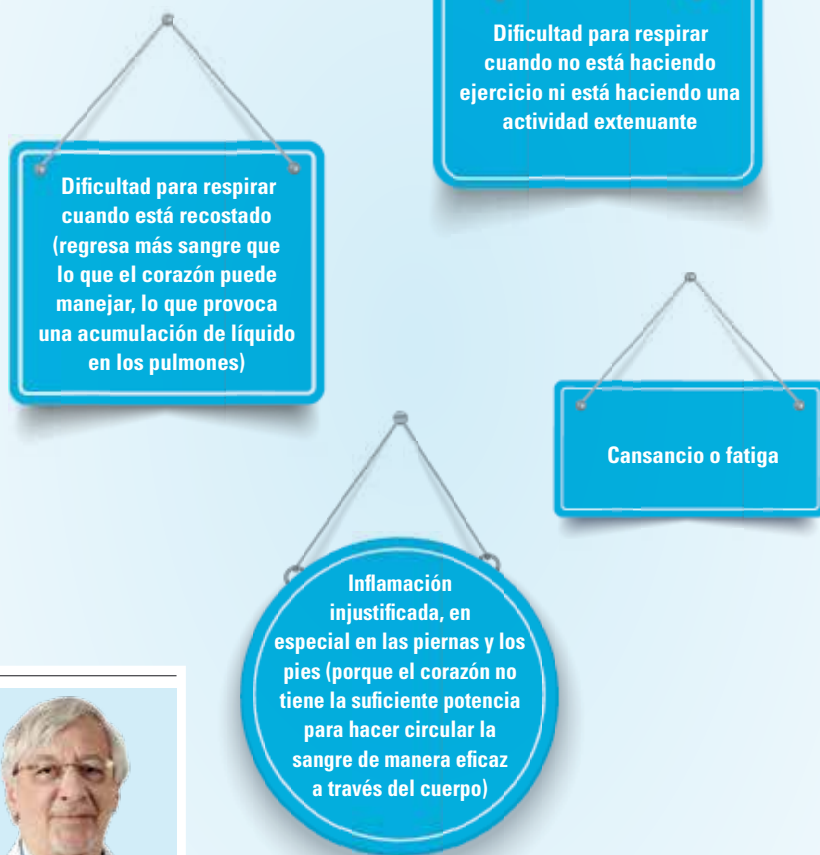 Dificultad para respirar
cuando no está haciendo
ejercicio ni está haciendo una
actividad extenuante
Dificultad para respirar
cuando está recostado
(regresa más sangre que
lo que el corazón puede
manejar, lo que provoca
una acumulación de líquido
en los pulmones)
Cansancio o fatiga
Inflamación
injustificada, en
especial en las piernas y los
pies (porque el corazón no
tiene la suficiente potencia
para hacer circular la
sangre de manera eficaz
a través del cuerpo)